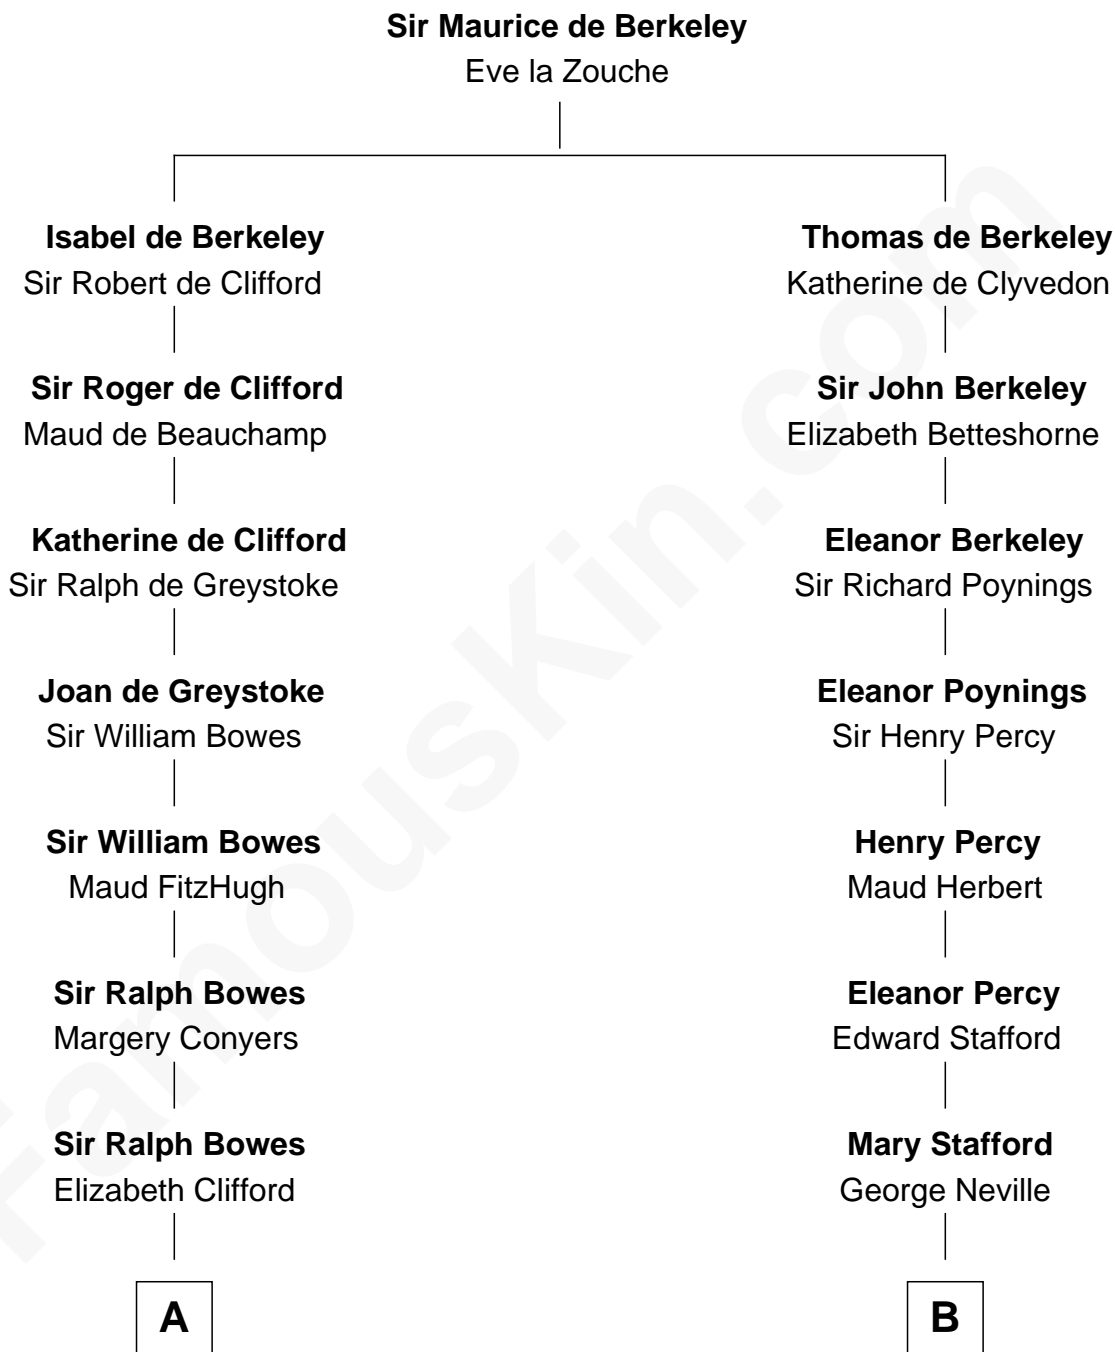 Sir Maurice de Berkeley
Eve la Zouche
Isabel de Berkeley
Sir Robert de Clifford
Thomas de Berkeley
Katherine de Clyvedon
Sir Roger de Clifford
Maud de Beauchamp
Sir John Berkeley
Elizabeth Betteshorne
Katherine de Clifford
Sir Ralph de Greystoke
Eleanor Berkeley
Sir Richard Poynings
Joan de Greystoke
Sir William Bowes
Eleanor Poynings
Sir Henry Percy
Sir William Bowes
Maud FitzHugh
Henry Percy
Maud Herbert
Sir Ralph Bowes
Margery Conyers
Eleanor Percy
Edward Stafford
Sir Ralph Bowes
Elizabeth Clifford
Mary Stafford
George Neville
A
B
FamousKin.com